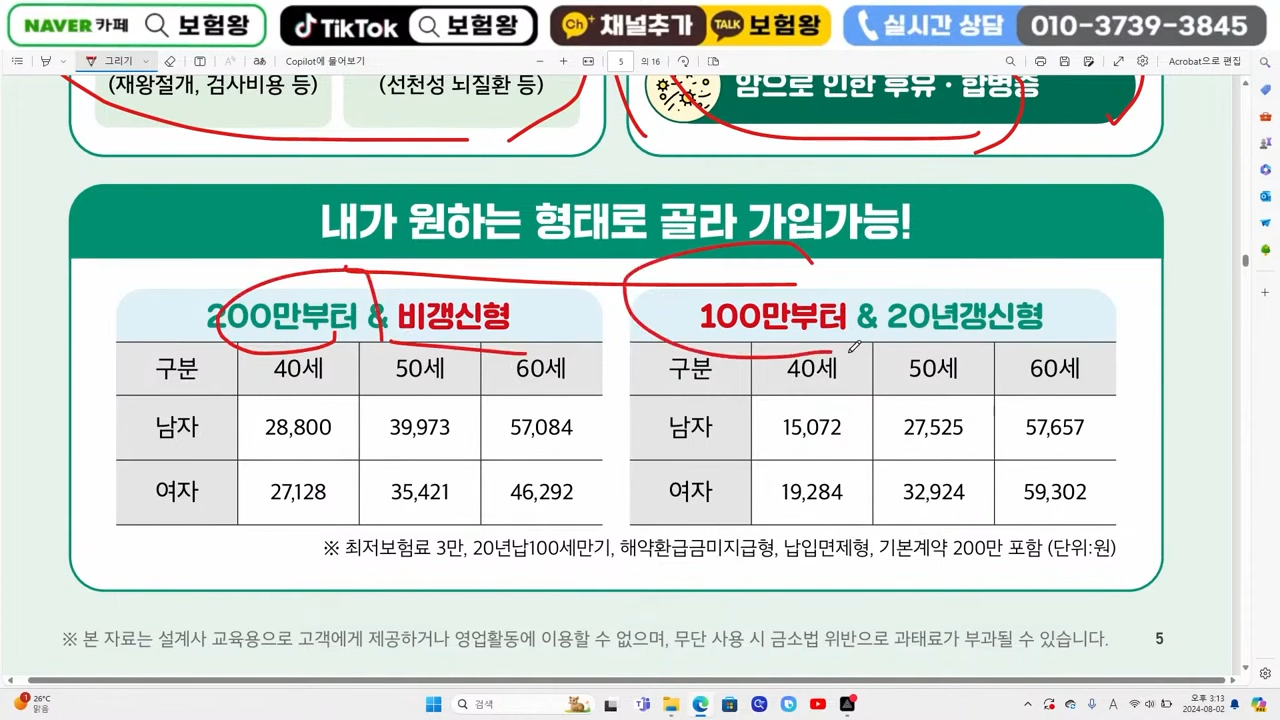 NAVER 카페 보험왕 TikTok 보험왕 Ch+ 채널추가 TALK 보험왕 실시간 상담 010-3739-3845
그리기 Copilot에 물어보기 5 의 16 Acrobat으로 편집
(재왕절개, 검사비용 등) (선천성 뇌질환 등) 암으로 인한 후유·합병증
내가 원하는 형태로 골라 가입가능!
200만부터 & 비갱신형
구분 40세 50세 60세
남자 28,800 39,973 57,084
여자 27,128 35,421 46,292
100만부터 & 20년갱신형
구분 40세 50세 60세
남자 15,072 27,525 57,657
여자 19,284 32,924 59,302
※ 최저보험료 3만, 20년납100세만기, 해약환급금미지급형, 납입면제형, 기본계약 200만 포함 (단위:원)
※ 본 자료는 설계사 교육용으로 고객에게 제공하거나 영업활동에 이용할 수 없으며, 무단 사용 시 금소법 위반으로 과태료가 부과될 수 있습니다. 5
1 26°C
맑음
검색
A
오후 3:13
2024-08-02